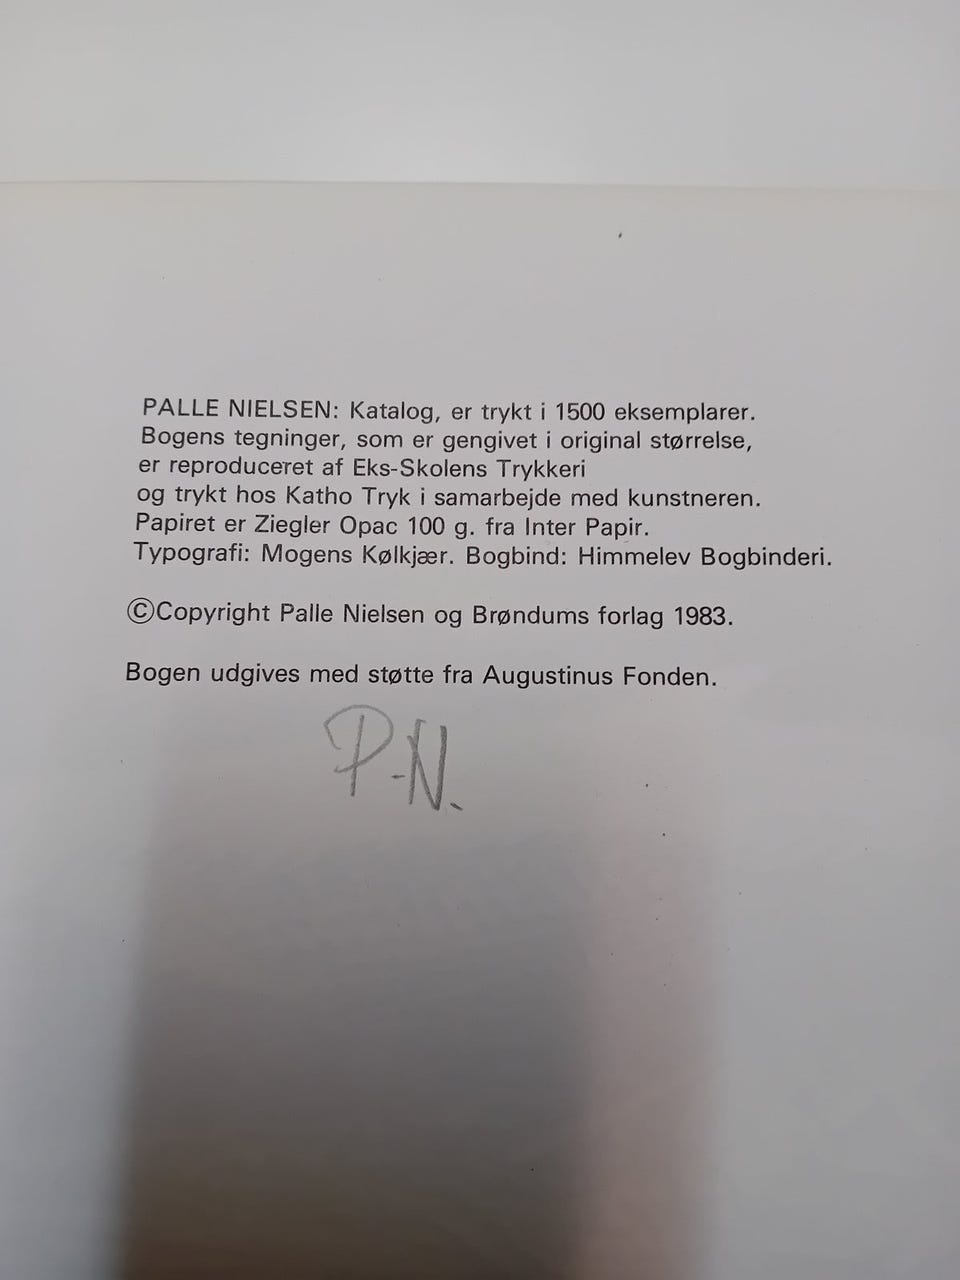 PALLE NIELSEN: Katalog, er trykt i 1500 eksemplarer.
Bogens tegninger, som er gengivet i original størrelse,
er reproduceret af Eks-Skolens Trykkeri
og trykt hos Katho Tryk i samarbejde med kunstneren.
Papiret er Ziegler Opac 100 g. fra Inter Papir.
Typografi: Mogens Kølkjær. Bogbind: Himmelev Bogbinderi.
©Copyright Palle Nielsen og Brøndums forlag 1983.
Bogen udgives med støtte fra Augustinus Fonden.
P-N.